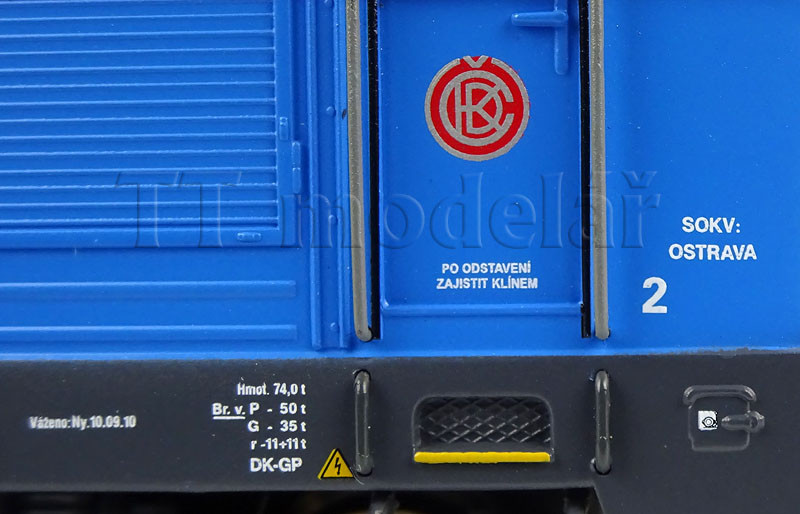 ČKD
TT-modelář
PO ODSTAVENÍ
ZAJISTIT KLÍNEM
SOKV:
OSTRAVA
2
Hmot. 74,0 t
Br. v. P - 50 t
G - 35 t
r -11+11 t
DK-GP
Váženo: Ny.10.09.10